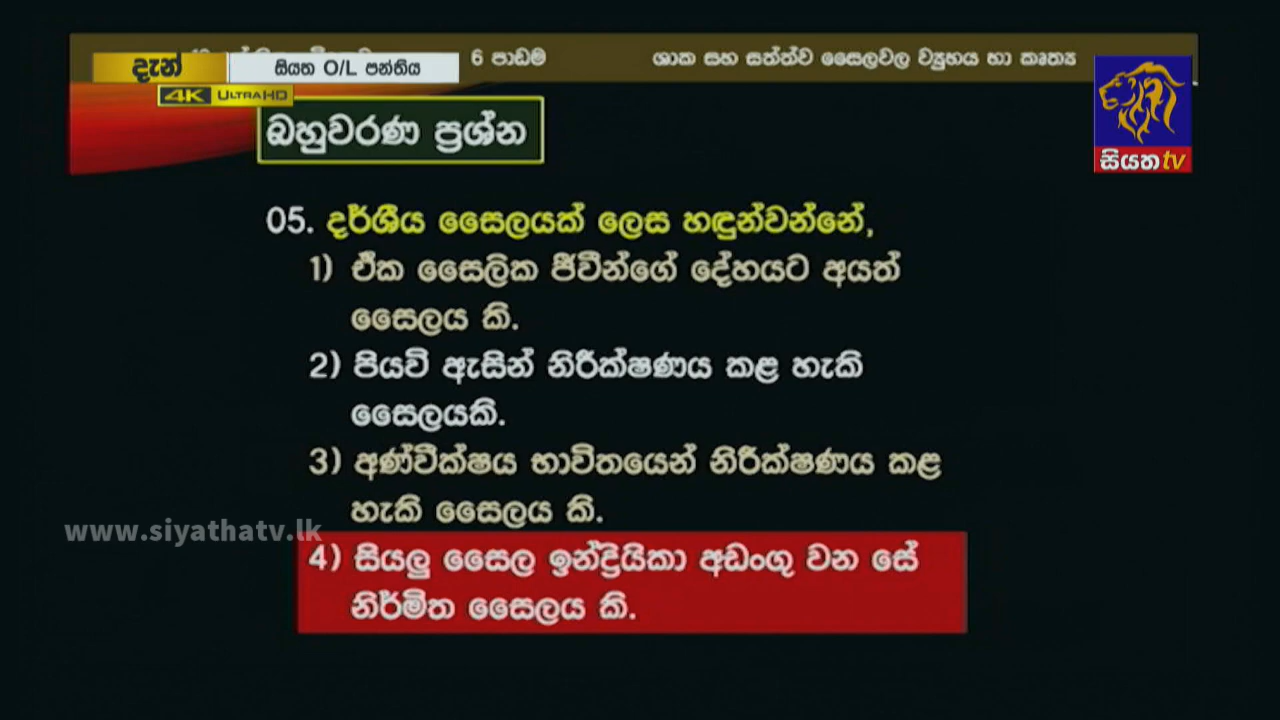 6 පාඩම ශාක සහ සත්ත්ව සෛලවල ව්‍යුහය හා කෘත්‍ය
දැන් සියත O/L පන්තිය
4K ULTRA HD
සියත tv
බහුවරණ ප්‍රශ්න
05. දර්ශීය සෛලයක් ලෙස හඳුන්වන්නේ,
1) ඒක සෛලික ජීවීන්ගේ දේහයට අයත්
සෛලය කි.
2) පියවි ඇසින් නිරීක්ෂණය කළ හැකි
සෛලයකි.
3) අණ්වීක්ෂය භාවිතයෙන් නිරීක්ෂණය කළ
හැකි සෛලය කි.
www.siyathatv.lk
4) සියලු සෛල ඉන්ද්‍රියිකා අඩංගු වන සේ
නිර්මිත සෛලය කි.